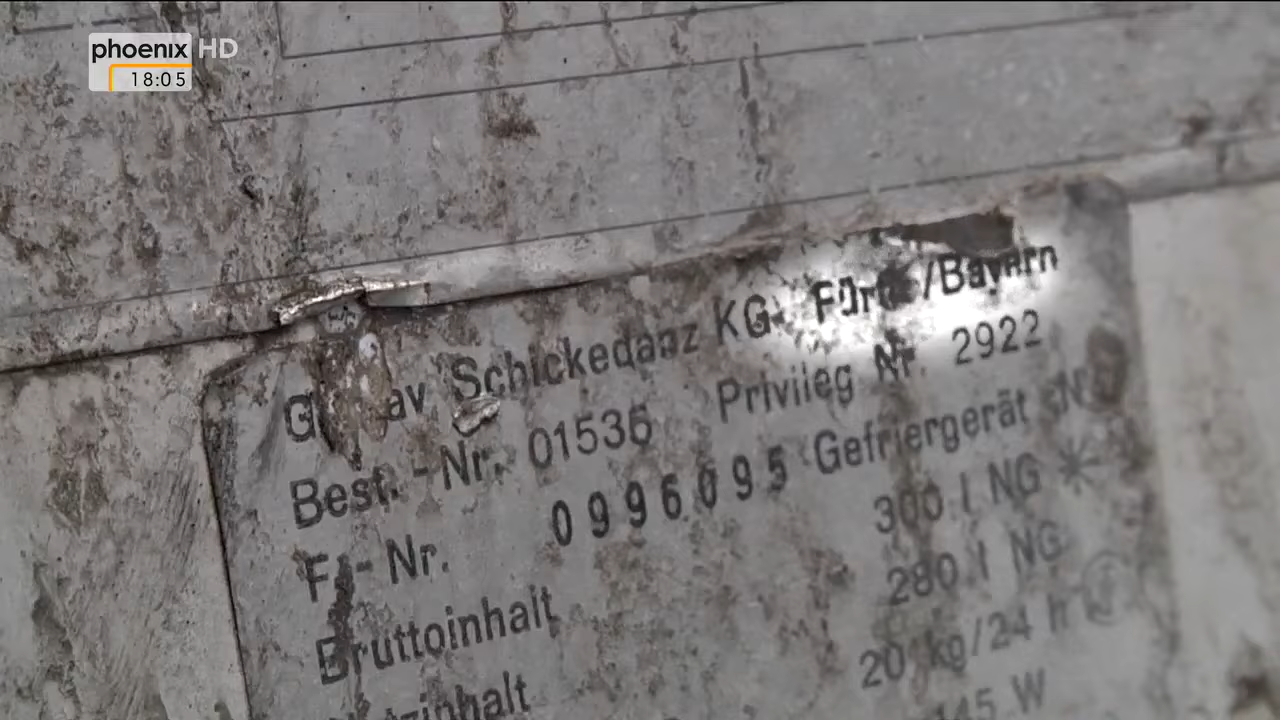 phoenix HD
18:05
Gustav Schickedanz KG. Fürth/Bayern
Best.-Nr. 01536 Privileg Nr. 2922
F.-Nr. 0996095 Gefriergerät N
Bruttoinhalt 300 l NG *
Nutzinhalt 280 l NG
20 kg/24 h
145 W